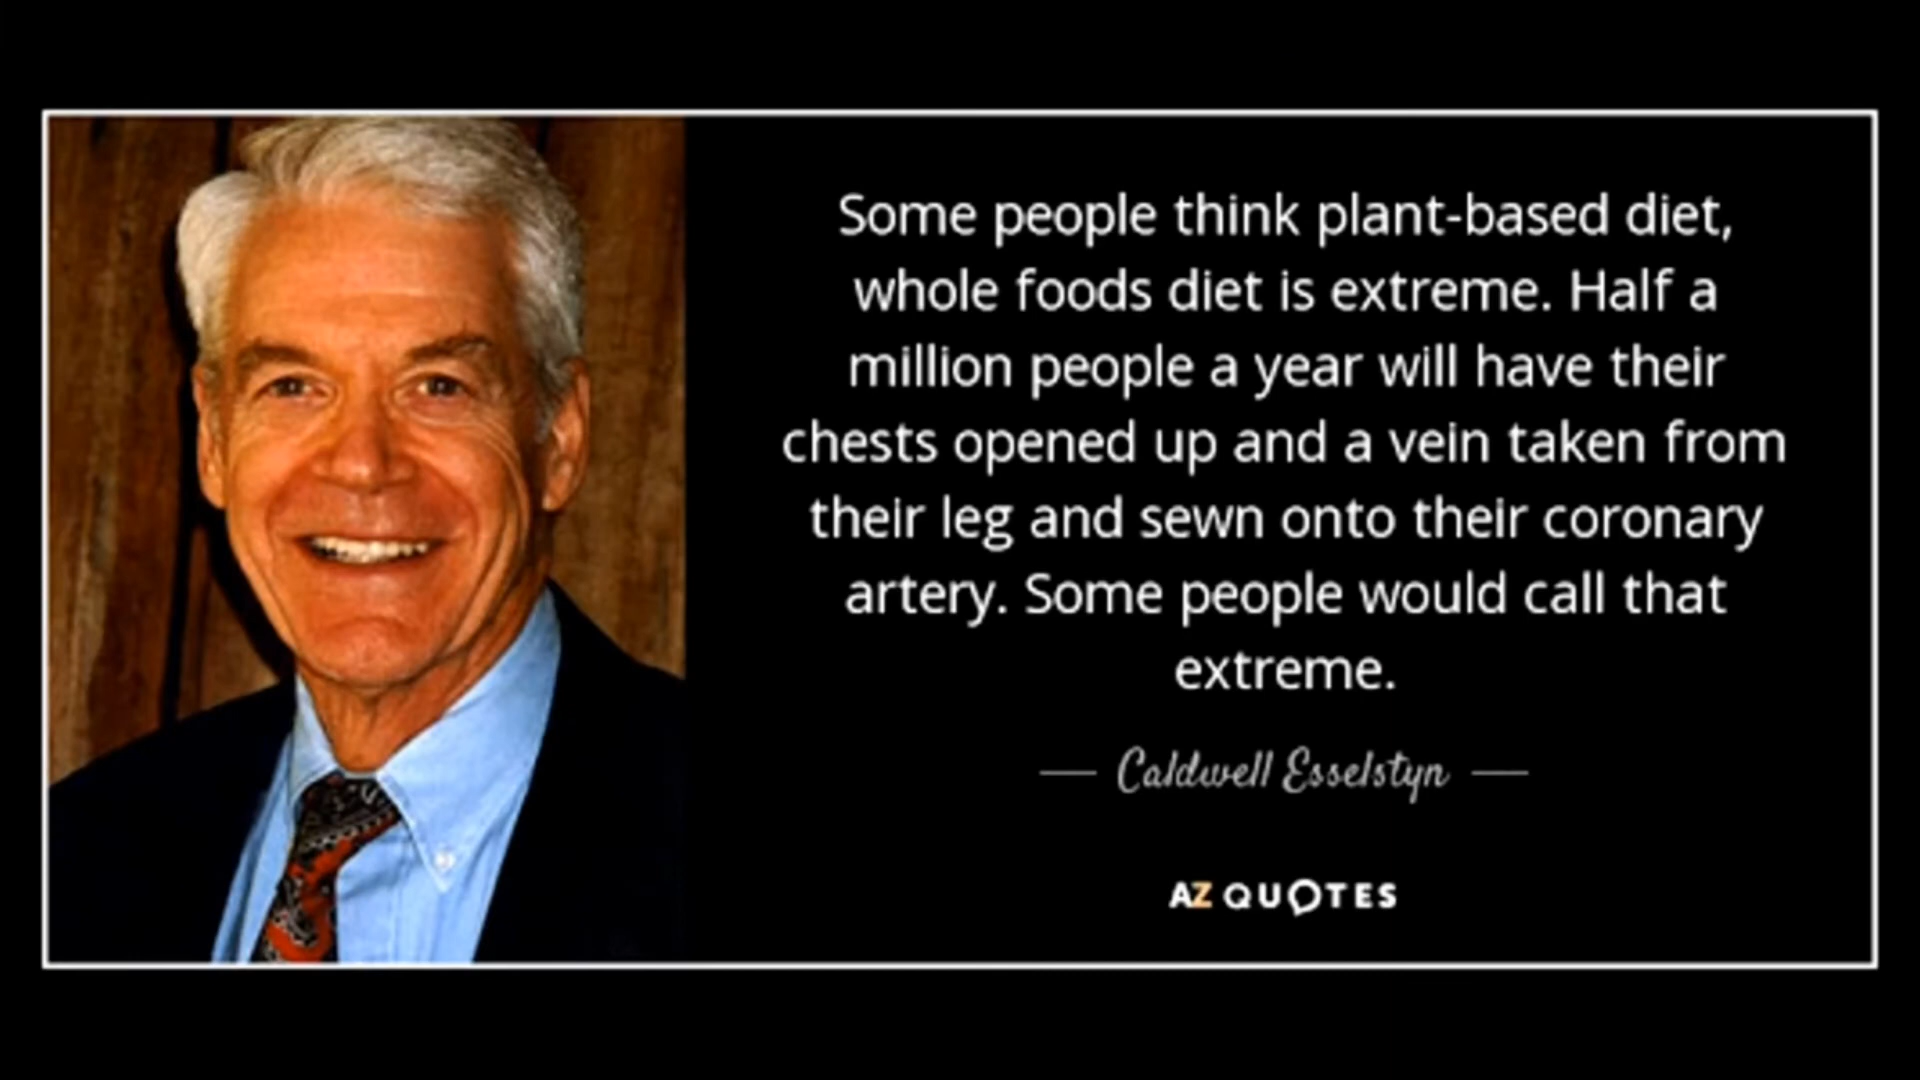 Some people think plant-based diet,
whole foods diet is extreme. Half a
million people a year will have their
chests opened up and a vein taken from
their leg and sewn onto their coronary
artery. Some people would call that
extreme.
— Caldwell Esselstyn —
AZ QUOTES